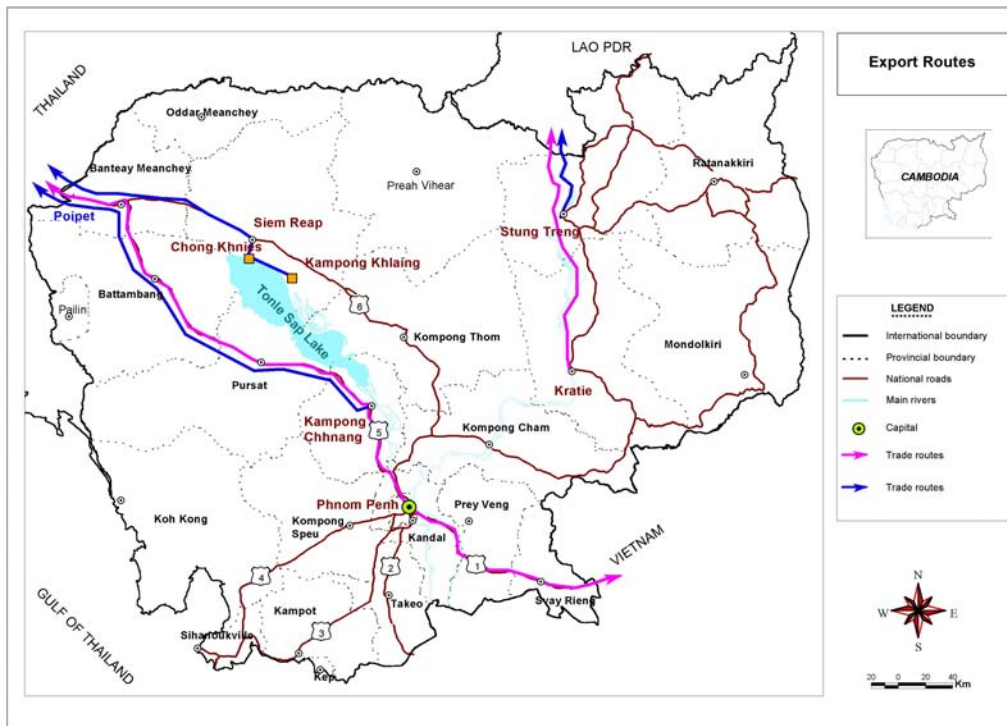 LAO PDR
THAILAND
Export Routes
Oddar Meanchey
Banteay Meanchey
Preah Vihear
Ratanakkiri
CAMBODIA
Poipet
Siem Reap
Stung Treng
Chong Khnies
Kampong Khlaing
Battambang
Pailin
Tonle Sap Lake
6
Kompong Thom
Mondolkiri
Pursat
Kratie
Kampong
Chhnang
5
Kompong Cham
Phnom Penh
Prey Veng
Koh Kong
Kompong
Speu
Kandal
VIETNAM
4
2
1
Svay Rieng
GULF OF THAILAND
Kampot
Takeo
3
Sihanoukville
Kep
LEGEND
International boundary
Provincial boundary
National roads
Main rivers
Capital
Trade routes
Trade routes
N
W
E
S
20 0 20 40
Km